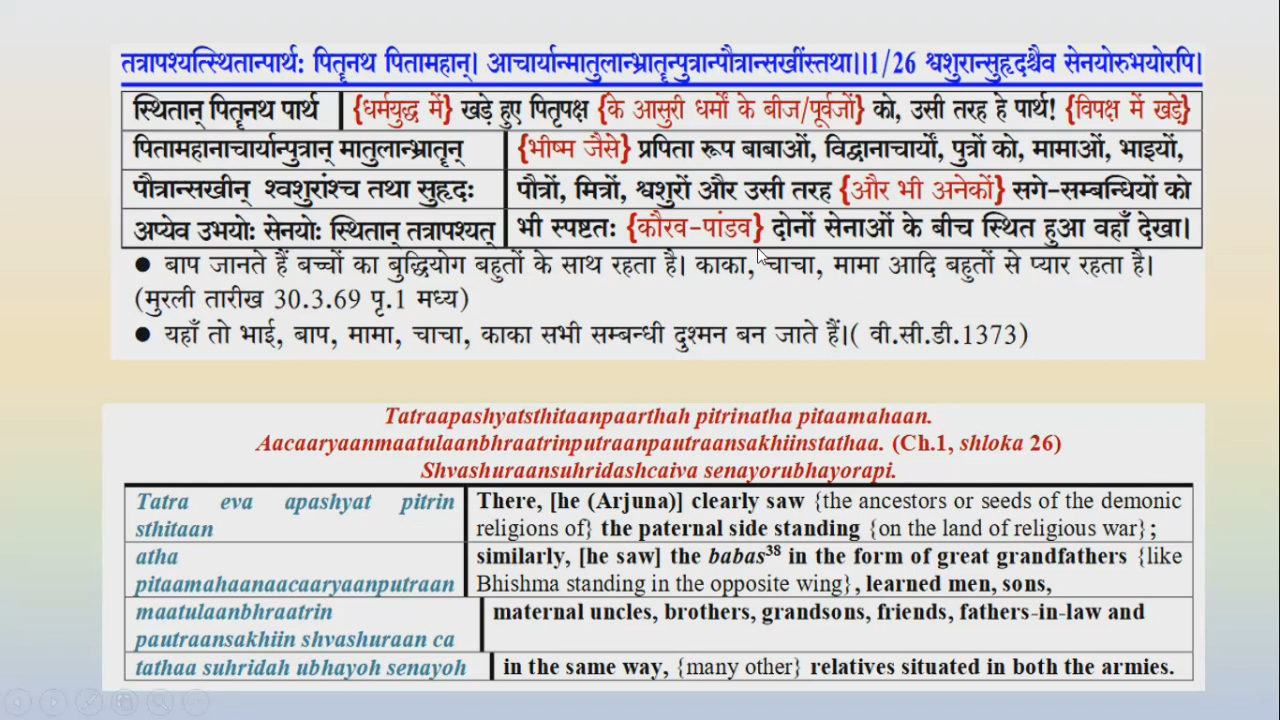 तत्रापश्यत्स्थितान्पार्थः पितॄनथ पितामहान्। आचार्यान्मातुलान्भ्रातॄन्पुत्रान्पौत्रान्सखींस्तथा।।1/26 श्वशुरान्सुहृदश्चैव सेनयोरुभयोरपि।
स्थितान् पितॄनथ पार्थ {धर्मयुद्ध में} खड़े हुए पितृपक्ष {के आसुरी धर्मों के बीज/पूर्वजों} को, उसी तरह हे पार्थ! {विपक्ष में खड़े}
पितामहानाचार्यान्पुत्रान् मातुलान्भ्रातॄन् {भीष्म जैसे} प्रपिता रूप बाबाओं, विद्वानाचार्यों, पुत्रों को, मामाओं, भाइयों,
पौत्रान्सखीन् श्वशुरांश्च तथा सुहृदः पौत्रों, मित्रों, श्वशुरों और उसी तरह {और भी अनेकों} सगे-सम्बन्धियों को
अप्येव उभयोः सेनयोः स्थितान् तत्रापश्यत् भी स्पष्टतः {कौरव-पांडव} दोनों सेनाओं के बीच स्थित हुआ वहाँ देखा।
● बाप जानते हैं बच्चों का बुद्धियोग बहुतों के साथ रहता है। काका, चाचा, मामा आदि बहुतों से प्यार रहता है।
(मुरली तारीख 30.3.69 पृ.1 मध्य)
● यहाँ तो भाई, बाप, मामा, चाचा, काका सभी सम्बन्धी दुश्मन बन जाते हैं।( वी.सी.डी.1373)
Tatraapashyatsthitaanpaarthah pitrinatha pitaamahaan.
Aacaaryaanmaatulaanbhraatrinputraanpautraansakhiinstathaa. (Ch.1, shloka 26)
Shvashuraansuhridashcaiva senayorubhayorapi.
Tatra eva apashyat pitrin There, [he (Arjuna)] clearly saw {the ancestors or seeds of the demonic
sthitaan religions of} the paternal side standing {on the land of religious war} ;
atha similarly, [he saw] the babas³⁸ in the form of great grandfathers {like
pitaamahaanaacaaryaanputraan Bhishma standing in the opposite wing}, learned men, sons,
maatulaanbhraatrin maternal uncles, brothers, grandsons, friends, fathers-in-law and
pautraansakhiin shvashuraan ca
tathaa suhridah ubhayoh senayoh in the same way, {many other} relatives situated in both the armies.